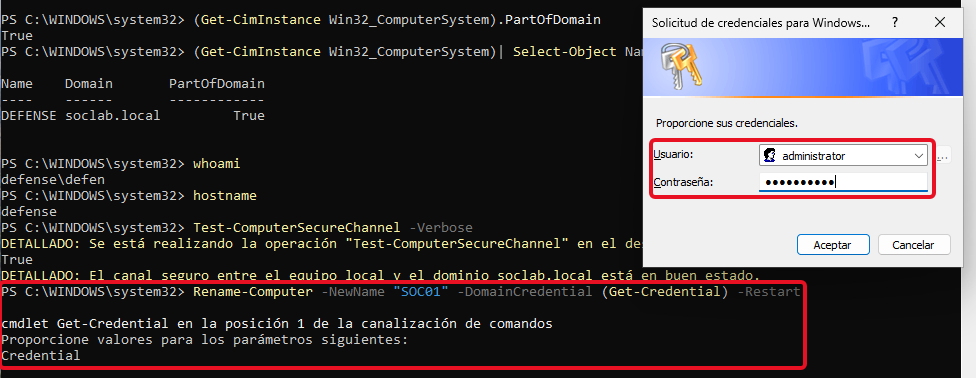 PS C:\WINDOWS\system32> (Get-CimInstance Win32_ComputerSystem).PartOfDomain
True
PS C:\WINDOWS\system32> (Get-CimInstance Win32_ComputerSystem)| Select-Object
Name Domain PartOfDomain
---- ------ ------------
DEFENSE soclab.local True
PS C:\WINDOWS\system32> whoami
defense\defen
PS C:\WINDOWS\system32> hostname
defense
PS C:\WINDOWS\system32> Test-ComputerSecureChannel -Verbose
DETALLADO: Se está realizando la operación "Test-ComputerSecureChannel" en el
True
DETALLADO: El canal seguro entre el equipo local y el dominio soclab.local está en buen estado.
PS C:\WINDOWS\system32> Rename-Computer -NewName "SOC01" -DomainCredential (Get-Credential) -Restart
cmdlet Get-Credential en la posición 1 de la canalización de comandos
Proporcione valores para los parámetros siguientes:
Credential
Solicitud de credenciales para Windows... ?
Proporcione sus credenciales.
Usuario: administrator ...
Contraseña: ●●●●●●●●●●
Aceptar Cancelar